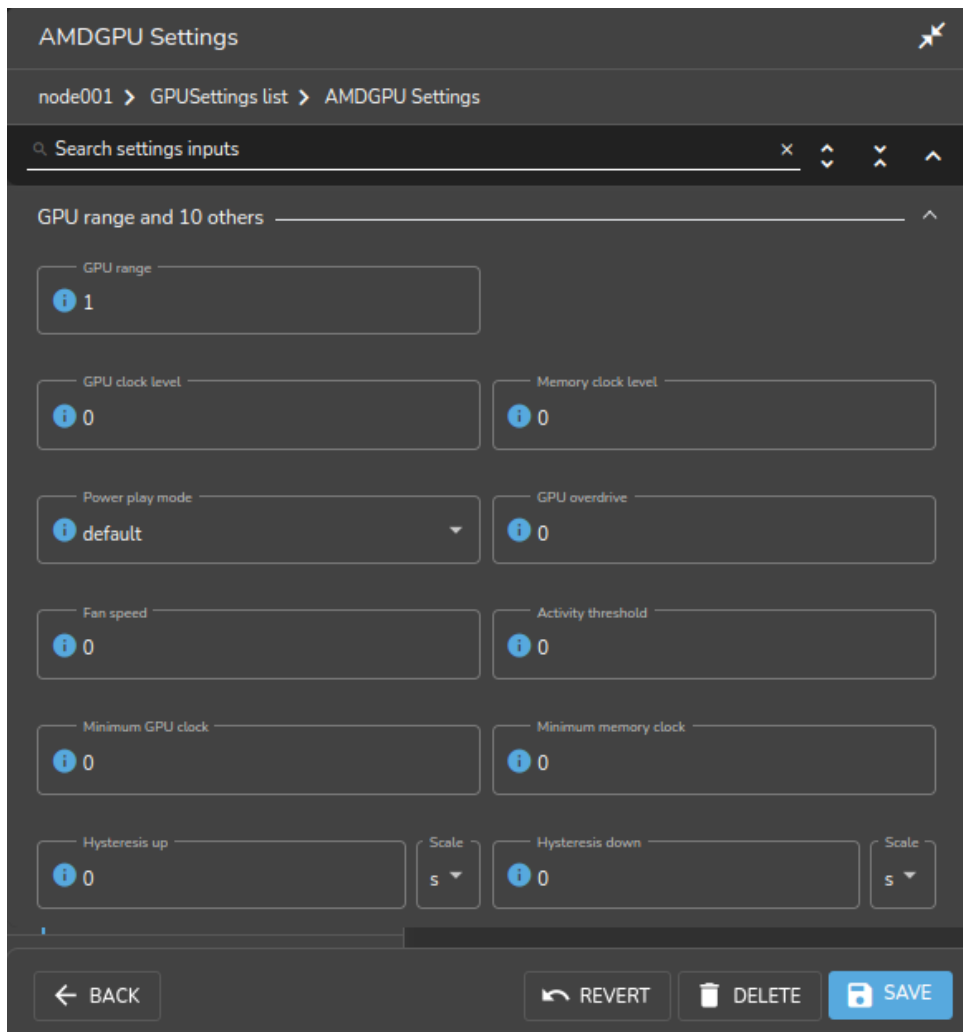 AMDGPU Settings
node001 > GPUSettings list > AMDGPU Settings
Search settings inputs
GPU range and 10 others
GPU range
1
GPU clock level
Memory clock level
0
0
Power play mode
GPU overdrive
default
0
Fan speed
Activity threshold
0
0
Minimum GPU clock
Minimum memory clock
0
0
Hysteresis up
Scale
Hysteresis down
Scale
0
s
0
s
BACK
REVERT
DELETE
SAVE